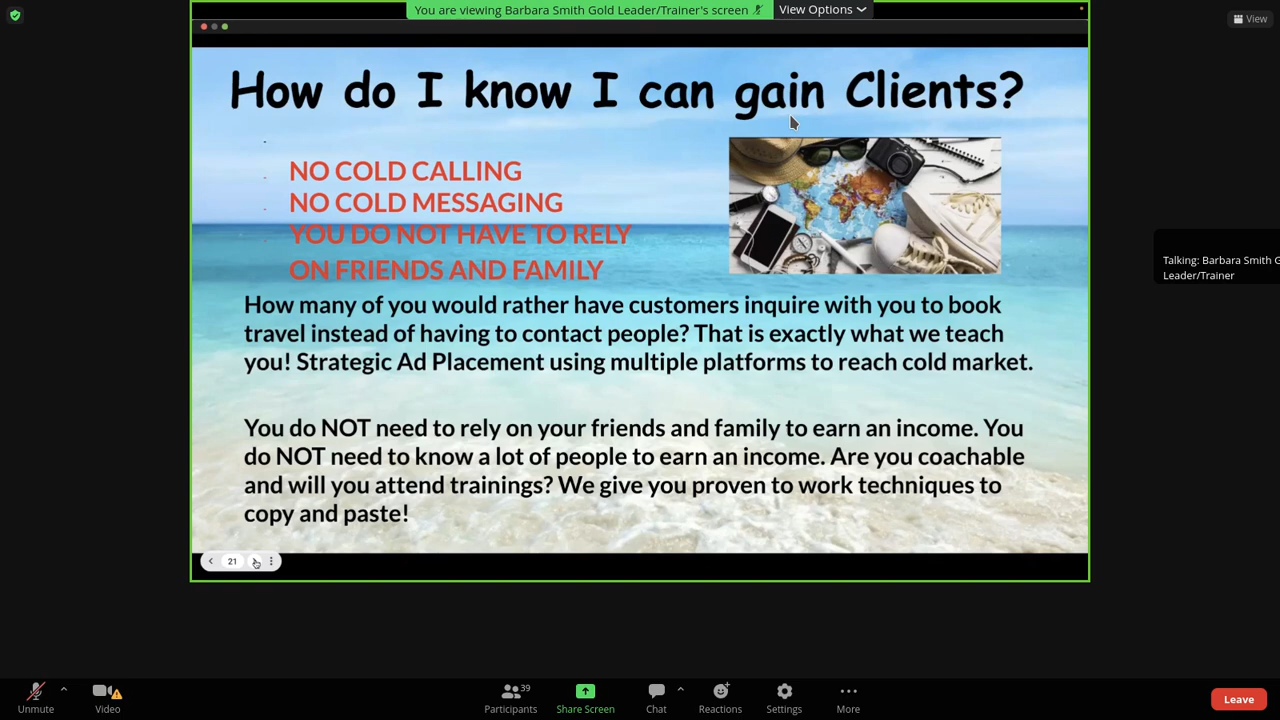 You are viewing Barbara Smith Gold Leader/Trainer's screen
View Options
View
How do I know I can gain Clients?
NO COLD CALLING
NO COLD MESSAGING
YOU DO NOT HAVE TO RELY
ON FRIENDS AND FAMILY
How many of you would rather have customers inquire with you to book
travel instead of having to contact people? That is exactly what we teach
you! Strategic Ad Placement using multiple platforms to reach cold market.
You do NOT need to rely on your friends and family to earn an income. You
do NOT need to know a lot of people to earn an income. Are you coachable
and will you attend trainings? We give you proven to work techniques to
copy and paste!
Talking: Barbara Smith G
Leader/Trainer
21
39
Unmute
Video
Participants
Share Screen
Chat
Reactions
Settings
More
Leave